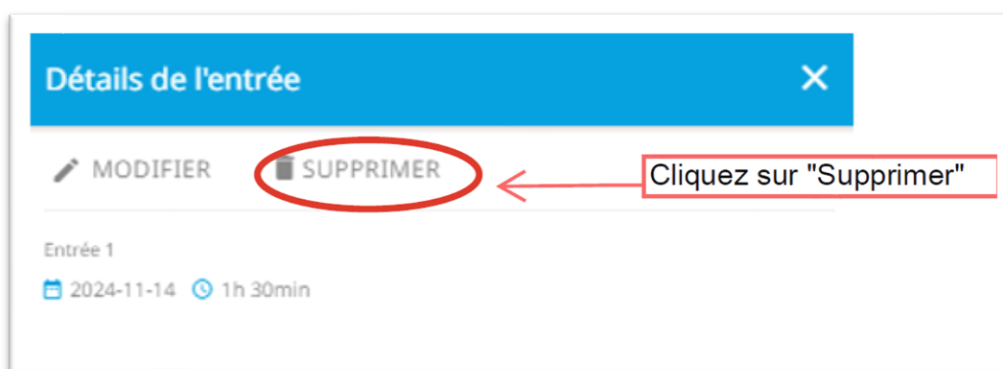 Détails de l'entrée
MODIFIER SUPPRIMER
Cliquez sur "Supprimer"
Entrée 1
2024-11-14 1h 30min